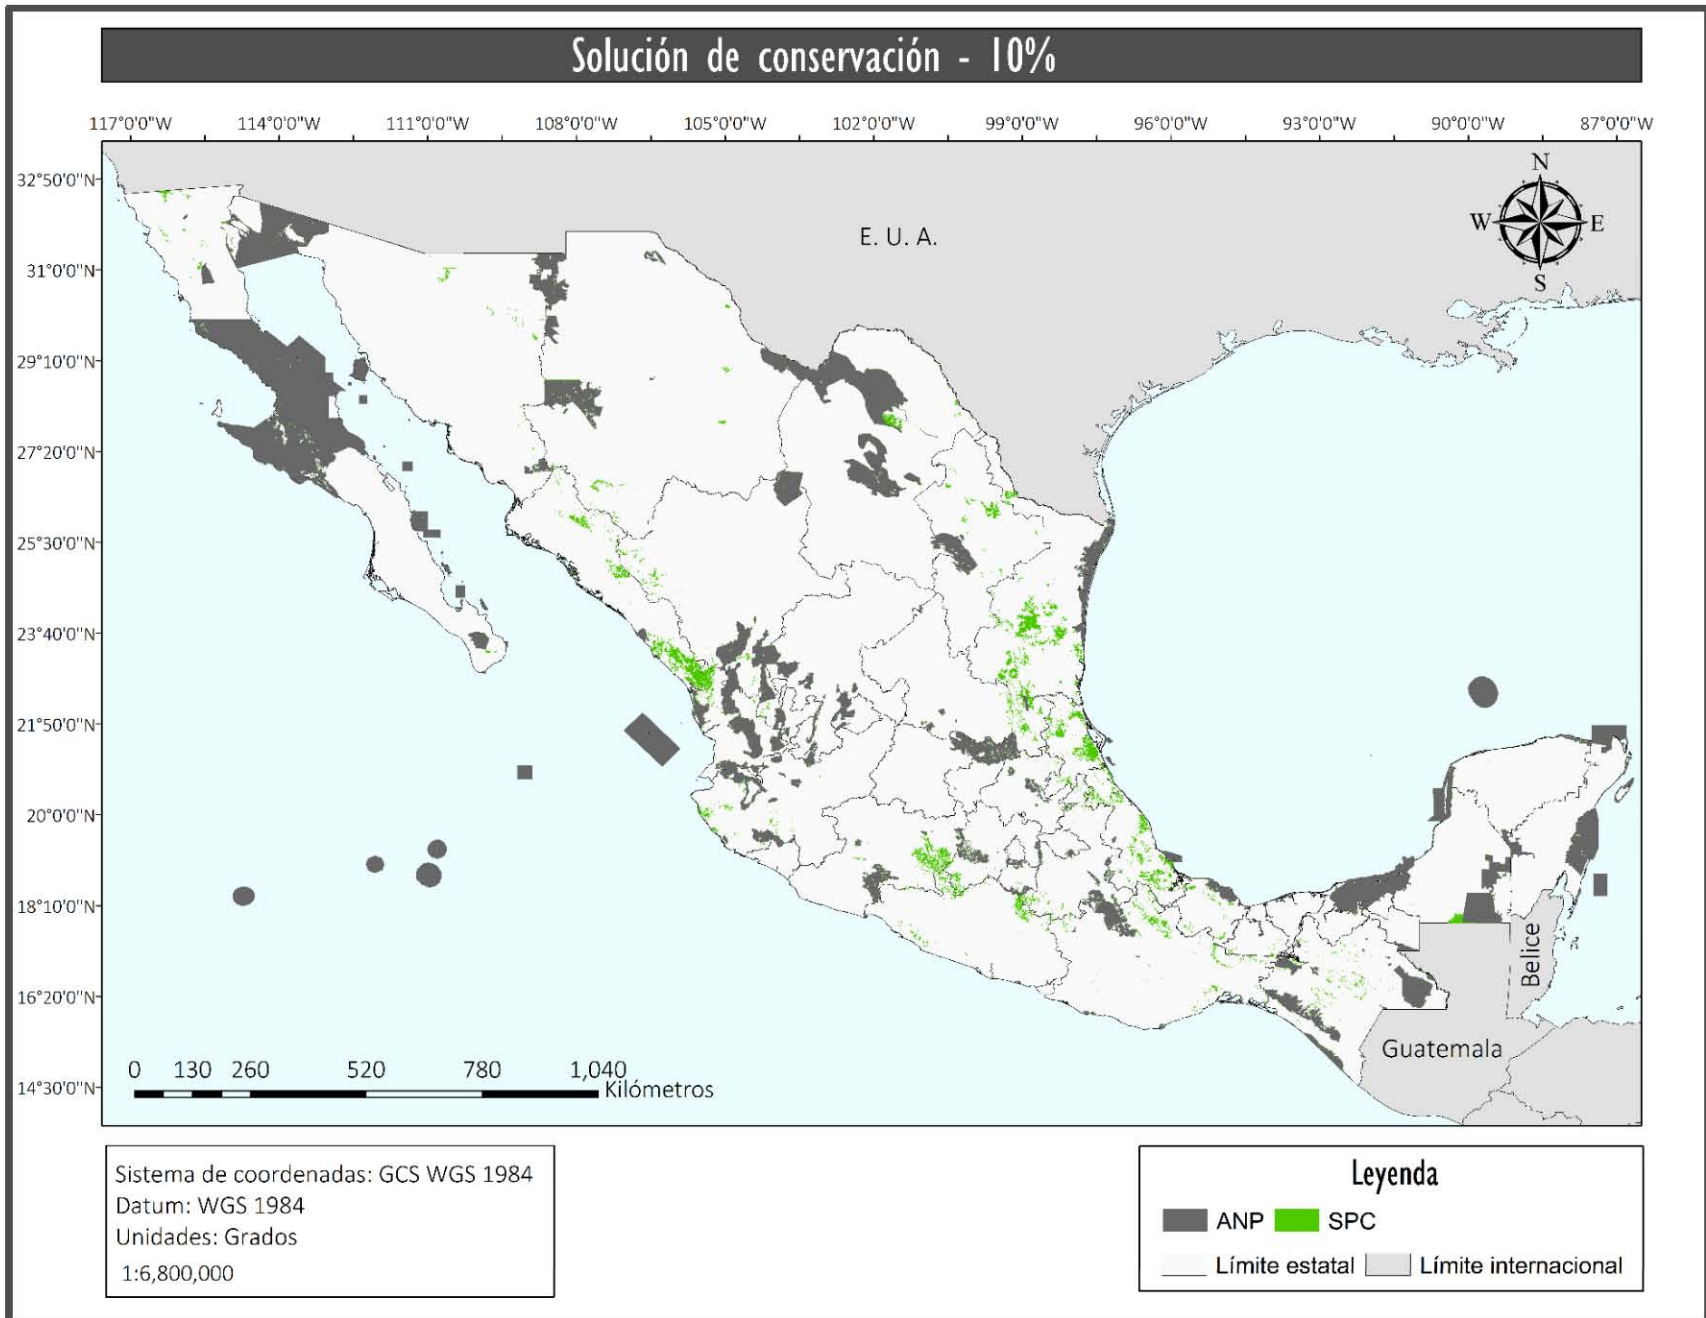 Solución de conservación - 10%
117°0'0"W 114°0'0"W 111°0'0"W 108°0'0"W 105°0'0"W 102°0'0"W 99°0'0"W 96°0'0"W 93°0'0"W 90°0'0"W 87°0'0"W
32°50'0"N
31°0'0"N
29°10'0"N
27°20'0"N
25°30'0"N
23°40'0"N
21°50'0"N
20°0'0"N
18°10'0"N
16°20'0"N
14°30'0"N
N
W E
S
E. U. A.
Belice
Guatemala
0 130 260 520 780 1,040
Kilómetros
Sistema de coordenadas: GCS WGS 1984
Datum: WGS 1984
Unidades: Grados
1:6,800,000
Leyenda
ANP SPC
Límite estatal Límite internacional